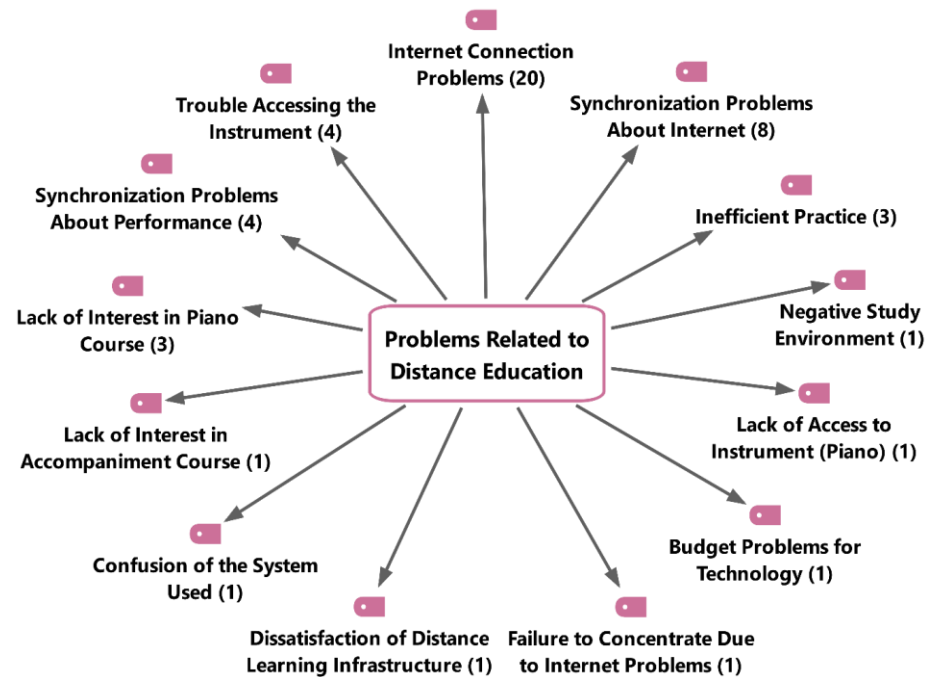 Internet Connection
Problems (20)
Synchronization Problems
About Internet (8)
Trouble Accessing the
Instrument (4)
Inefficient Practice (3)
Synchronization Problems
About Performance (4)
Negative Study
Environment (1)
Lack of Interest in Piano
Course (3)
Problems Related to
Distance Education
Lack of Access to
Instrument (Piano) (1)
Lack of Interest in
Accompaniment Course (1)
Budget Problems for
Technology (1)
Confusion of the System
Used (1)
Dissatisfaction of Distance
Learning Infrastructure (1)
Failure to Concentrate Due
to Internet Problems (1)